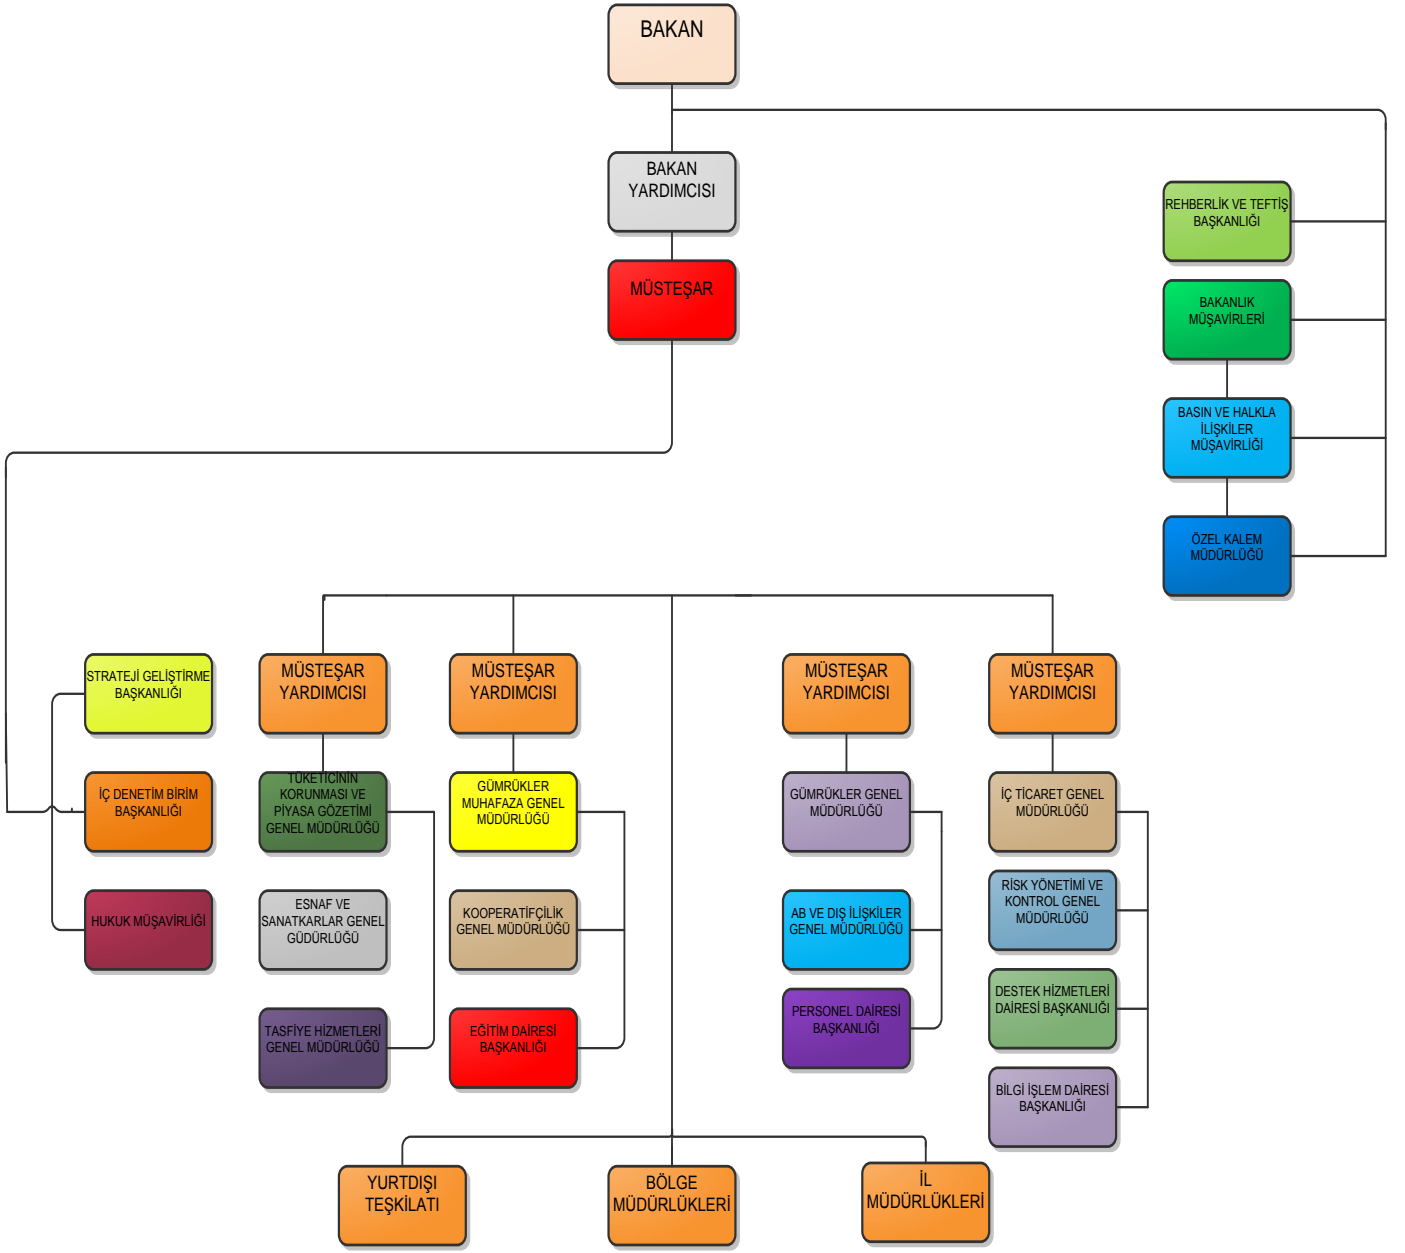 BAKAN
BAKAN
YARDIMCISI
MÜSTEŞAR
REHBERLİK VE TEFTİŞ
BAŞKANLIĞI
BAKANLIK
MÜŞAVİRLERİ
BASIN VE HALKLA
İLİŞKİLER
MÜŞAVİRLİĞİ
ÖZEL KALEM
MÜDÜRLÜĞÜ
STRATEJİ GELİŞTİRME
BAŞKANLIĞI
İÇ DENETİM BİRİM
BAŞKANLIĞI
HUKUK MÜŞAVİRLİĞİ
MÜSTEŞAR
YARDIMCISI
TÜKETİCİNİN
KORUNMASI VE
PİYASA GÖZETİMİ
GENEL MÜDÜRLÜĞÜ
ESNAF VE
SANATKARLAR GENEL
GÜDÜRLÜĞÜ
TASFİYE HİZMETLERİ
GENEL MÜDÜRLÜĞÜ
MÜSTEŞAR
YARDIMCISI
GÜMRÜKLER
MUHAFAZA GENEL
MÜDÜRLÜĞÜ
KOOPERATİFÇİLİK
GENEL MÜDÜRLÜĞÜ
EĞİTİM DAİRESİ
BAŞKANLIĞI
MÜSTEŞAR
YARDIMCISI
GÜMRÜKLER GENEL
MÜDÜRLÜĞÜ
AB VE DIŞ İLİŞKİLER
GENEL MÜDÜRLÜĞÜ
PERSONEL DAİRESİ
BAŞKANLIĞI
MÜSTEŞAR
YARDIMCISI
İÇ TİCARET GENEL
MÜDÜRLÜĞÜ
RİSK YÖNETİMİ VE
KONTROL GENEL
MÜDÜRLÜĞÜ
DESTEK HİZMETLERİ
DAİRESİ BAŞKANLIĞI
BİLGİ İŞLEM DAİRESİ
BAŞKANLIĞI
YURTDIŞI
TEŞKİLATI
BÖLGE
MÜDÜRLÜKLERİ
İL
MÜDÜRLÜKLERİ